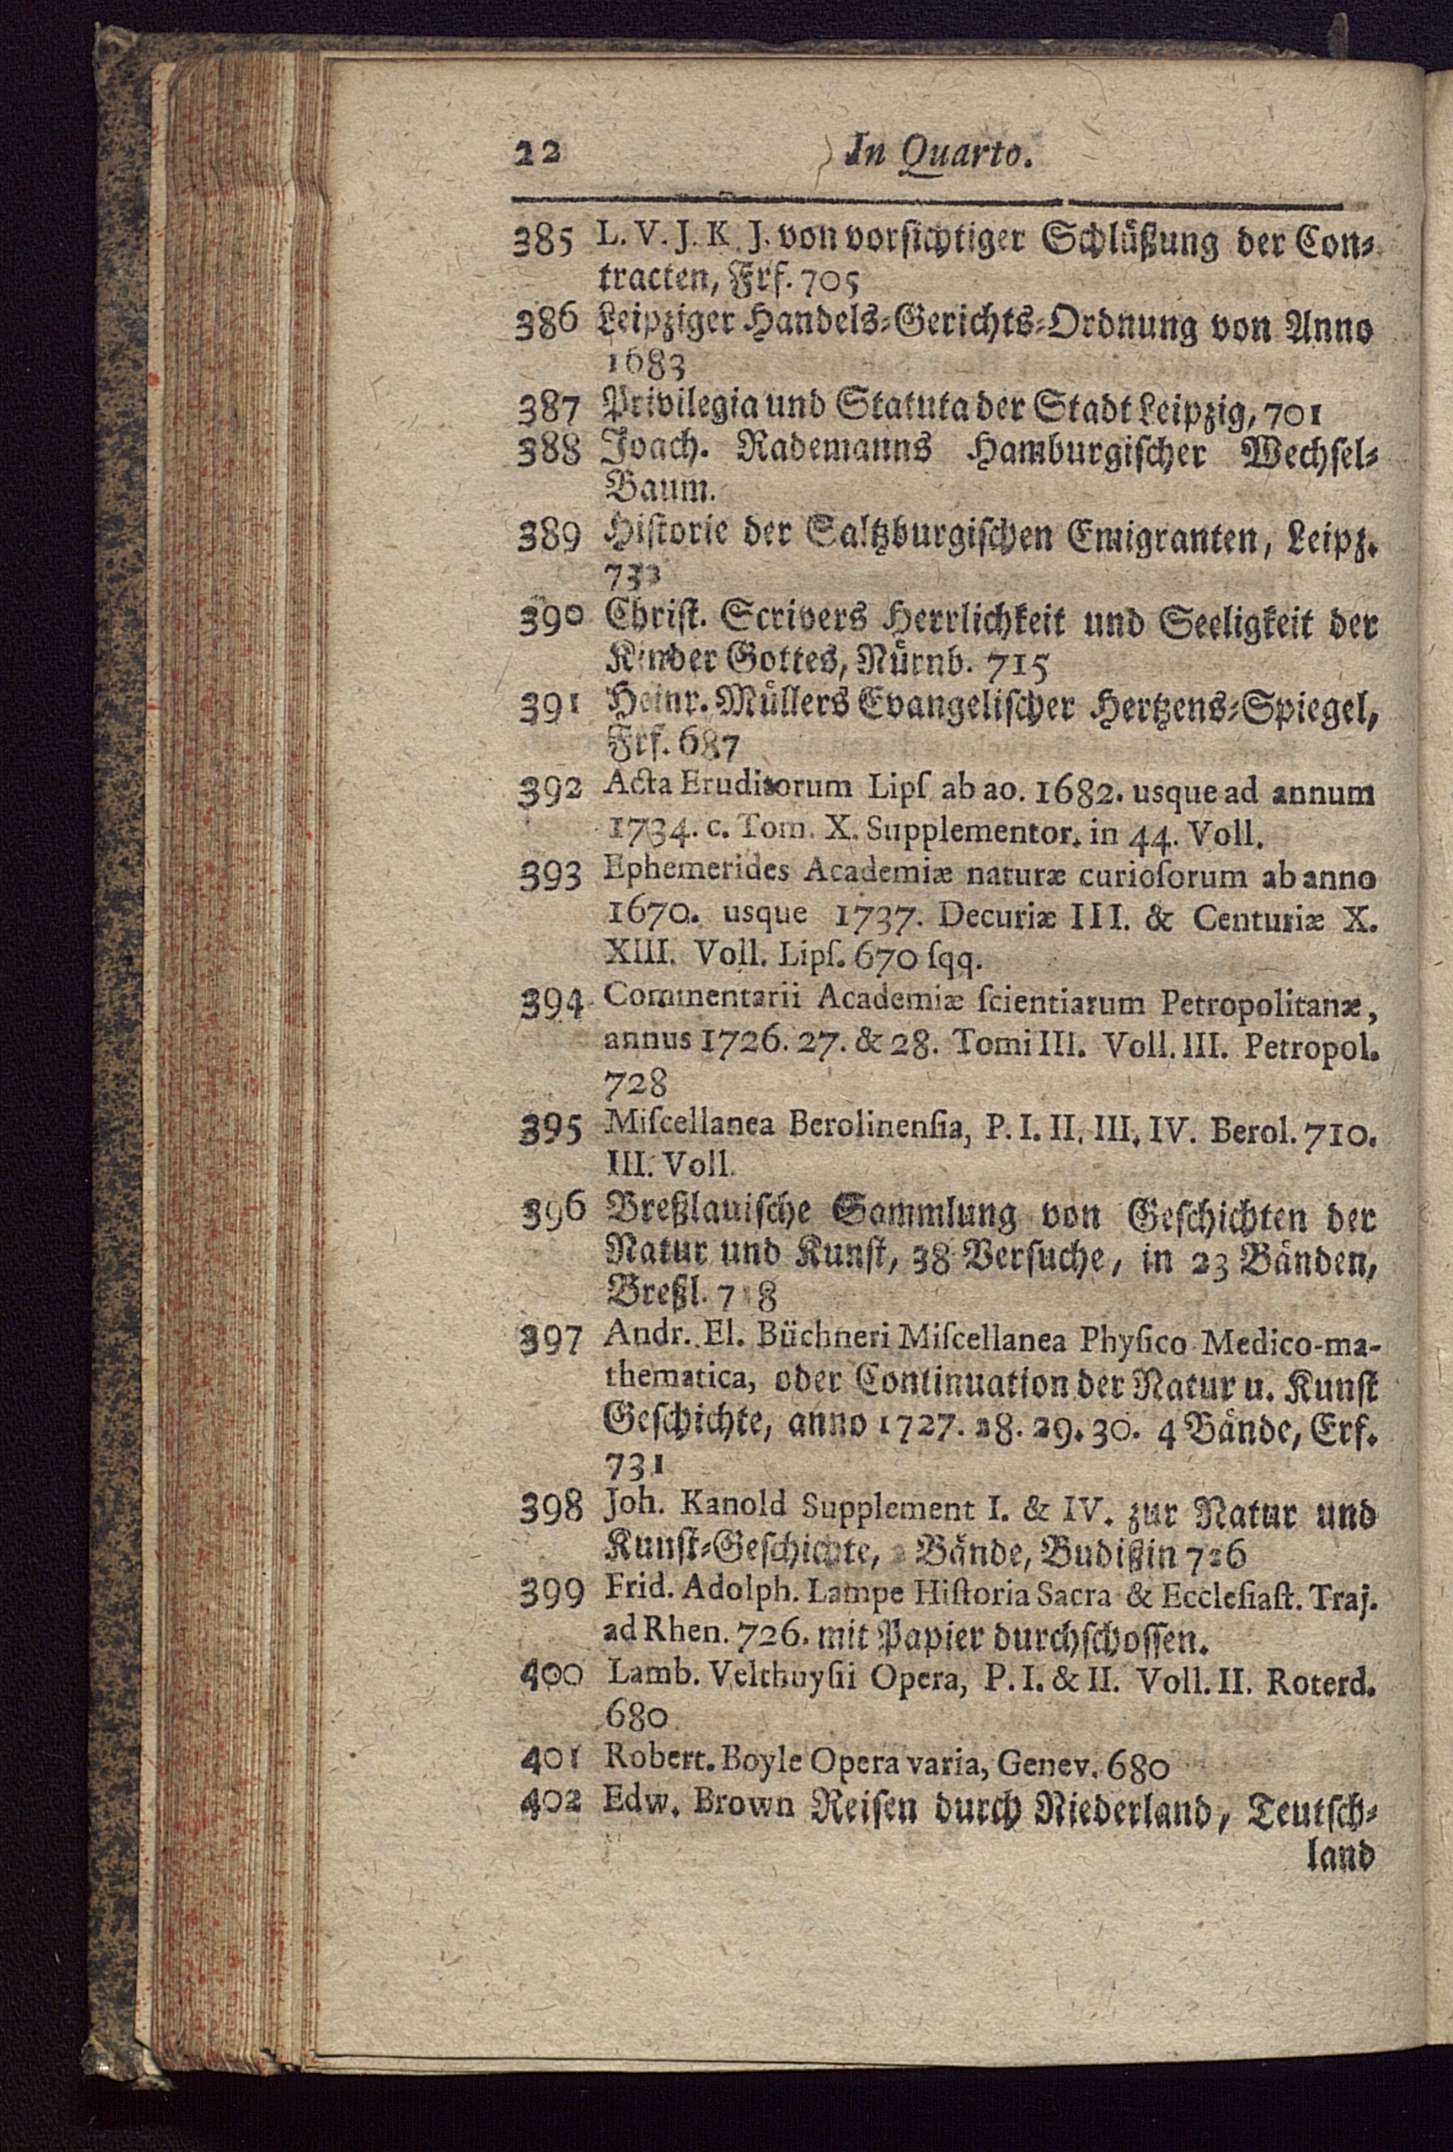 22 In Quarto.
385 L. V. J. K J. von vorsichtiger Schlüßung der Con-
tracten, Frf. 705
386 Leipziger Handels-Gerichts-Ordnung von Anno
1683
387 Privilegia und Statuta der Stadt Leipzig, 701
388 Joach. Rademanns Hamburgischer Wechsel-
Baum.
389 Historie der Saltzburgischen Emigranten, Leipz.
390 Christ. Scrivers Herrlichkeit und Seeligkeit der
Kinder Gottes, Nürnb. 715
391 Heinr. Müllers Evangelischer Hertzens-Spiegel,
Frf. 687
392 Acta Eruditorum Lipſ ab ao. 1682. usque ad annum
1734. c. Tom. X. Supplementor. in 44. Voll.
393 Ephemerides Academiæ naturæ curioſorum ab anno
1670. usque 1737. Decuriæ III. & Centuriæ X.
XIII. Voll. Lipſ. 670 ſqq.
394 Commentarii Academiæ ſcientiarum Petropolitanæ,
annus 1726. 27. & 28. Tomi III. Voll. III. Petropol.
728
395 Miſcellanea Berolinenſia, P. I. II. III. IV. Berol. 710.
III. Voll.
396 Breßlauische Sammlung von Geschichten der
Natur und Kunst, 38 Versuche, in 23 Bänden,
Breßl.
397 Andr. El. Büchneri Miſcellanea Phyſico Medico-ma-
thematica, oder Continuation der Natur u. Kunst
Geschichte, anno 1727. 28. 29. 30. 4 Bände, Erf.
731
398 Joh. Kanold Supplement I. & IV. zur Natur und
Kunst-Geschichte, 2 Bände, Budißin 726
399 Frid. Adolph. Lampe Hiſtoria Sacra & Eccleſiaſt. Traj.
ad Rhen. 726. mit Papier durchschossen.
400 Lamb. Velthuyſii Opera, P. I. & II. Voll. II. Roterd.
680
401 Robert. Boyle Opera varia, Genev. 680
402 Edw. Brown Reisen durch Niederland, Teutsch-
land